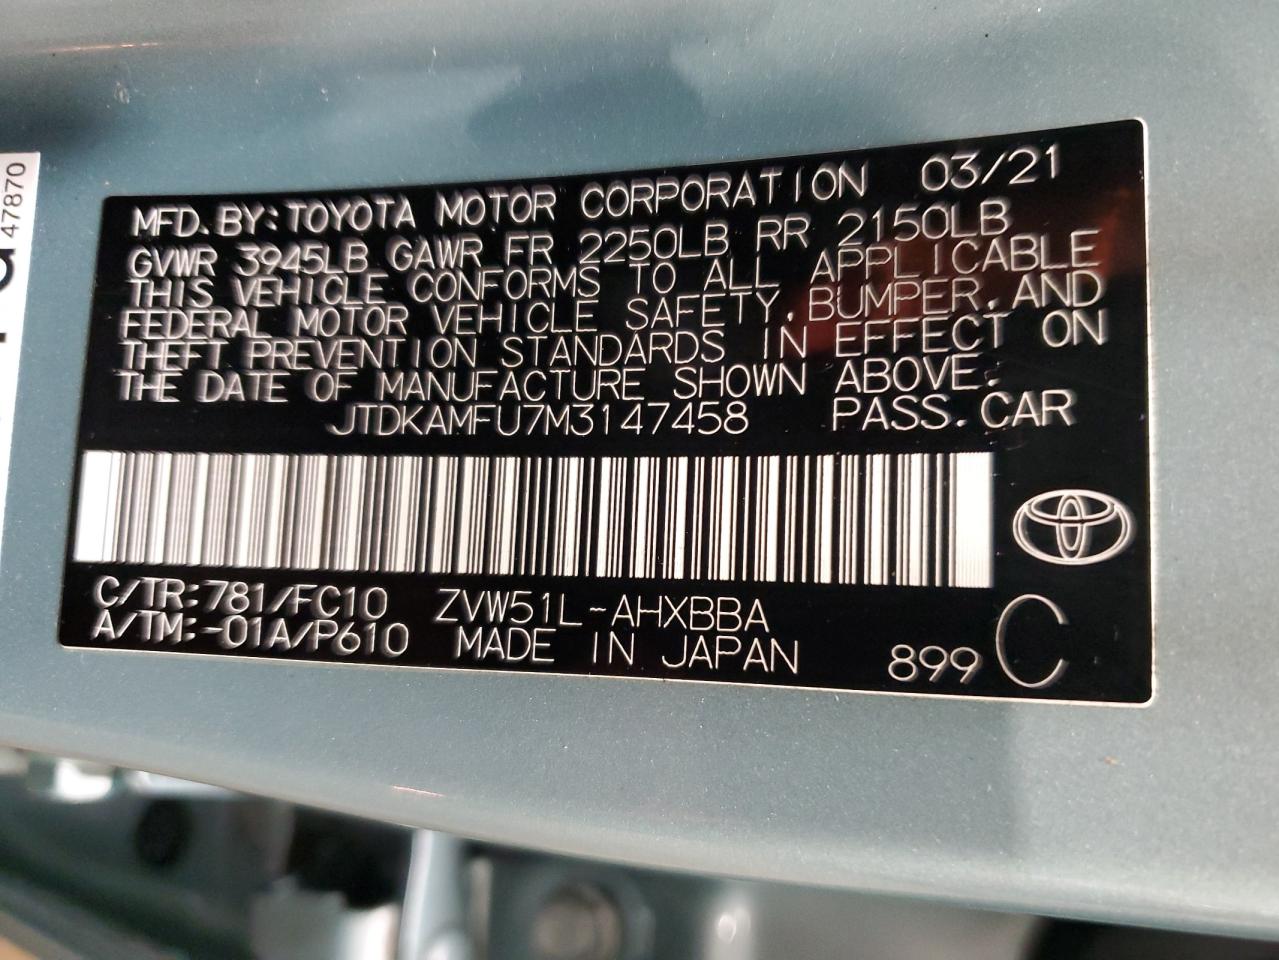 47870
MFD. BY: TOYOTA MOTOR CORPORATION 03/21
GVWR 3945LB GAWR FR 2250LB RR 2150LB
THIS VEHICLE CONFORMS TO ALL APPLICABLE
FEDERAL MOTOR VEHICLE SAFETY, BUMPER, AND
THEFT PREVENTION STANDARDS IN EFFECT ON
THE DATE OF MANUFACTURE SHOWN ABOVE.
JTDKAMFU7M3147458 PASS. CAR
C/TR: 781/FC10 ZVW51L-AHXBBA
A/TM: -01A/P610 MADE IN JAPAN 899 C